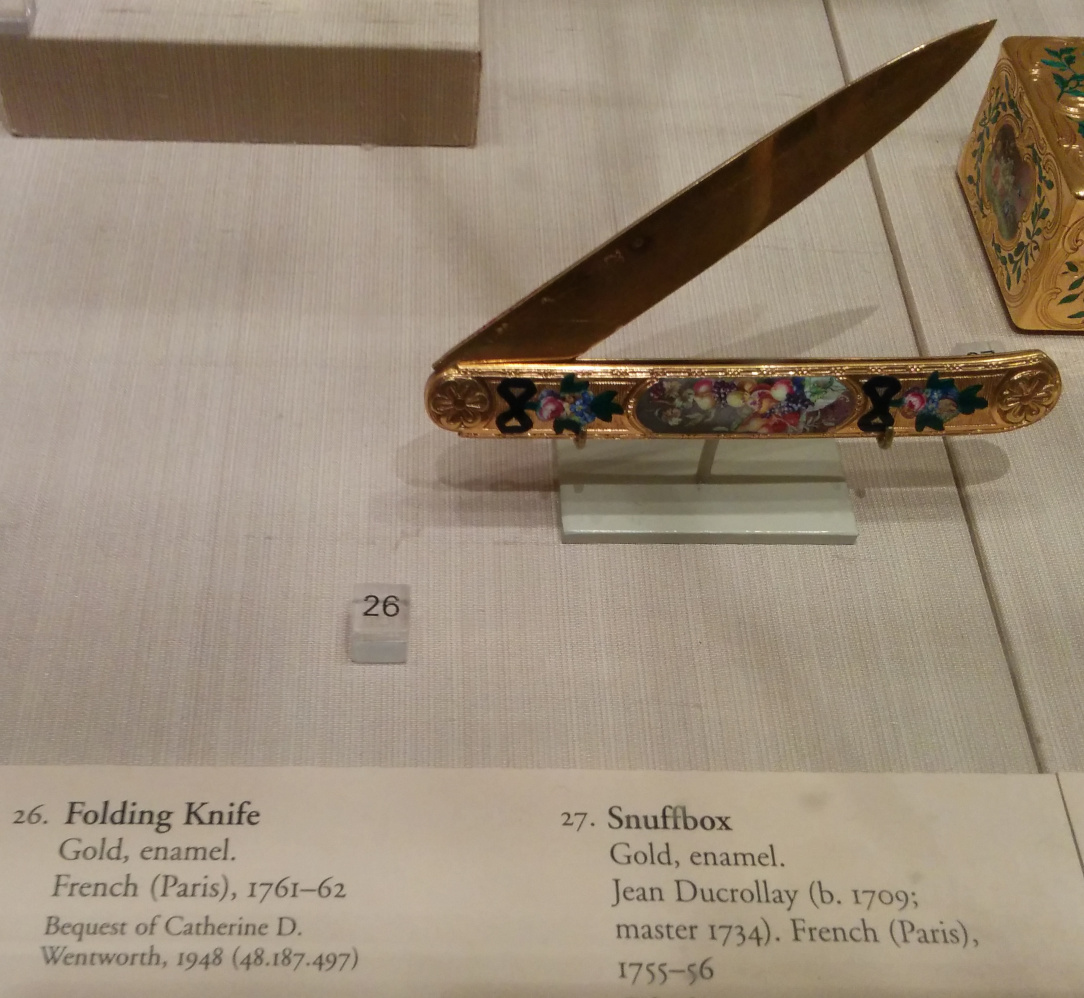 27
26
26. Folding Knife
Gold, enamel.
French (Paris), 1761–62
Bequest of Catherine D.
Wentworth, 1948 (48.187.497)
27. Snuffbox
Gold, enamel.
Jean Ducrollay (b. 1709;
master 1734). French (Paris),
1755–56